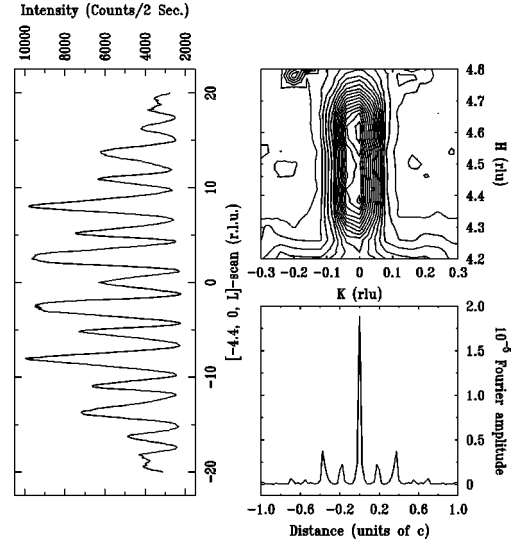 Intensity (Counts/2 Sec.)
10000 8000 6000 4000 2000
20
10
0
-10
-20
[-4.4, 0, L]-scan (r.l.u.)
4.8
4.7
4.6
4.5
4.4
4.3
4.2
H (rlu)
-0.3 -0.2 -0.1 0 0.1 0.2 0.3
K (rlu)
2.0
1.5
1.0
0.5
0
10⁻⁵ Fourier amplitude
-1.0 -0.6 -0.2 0.2 0.6 1.0
Distance (units of c)